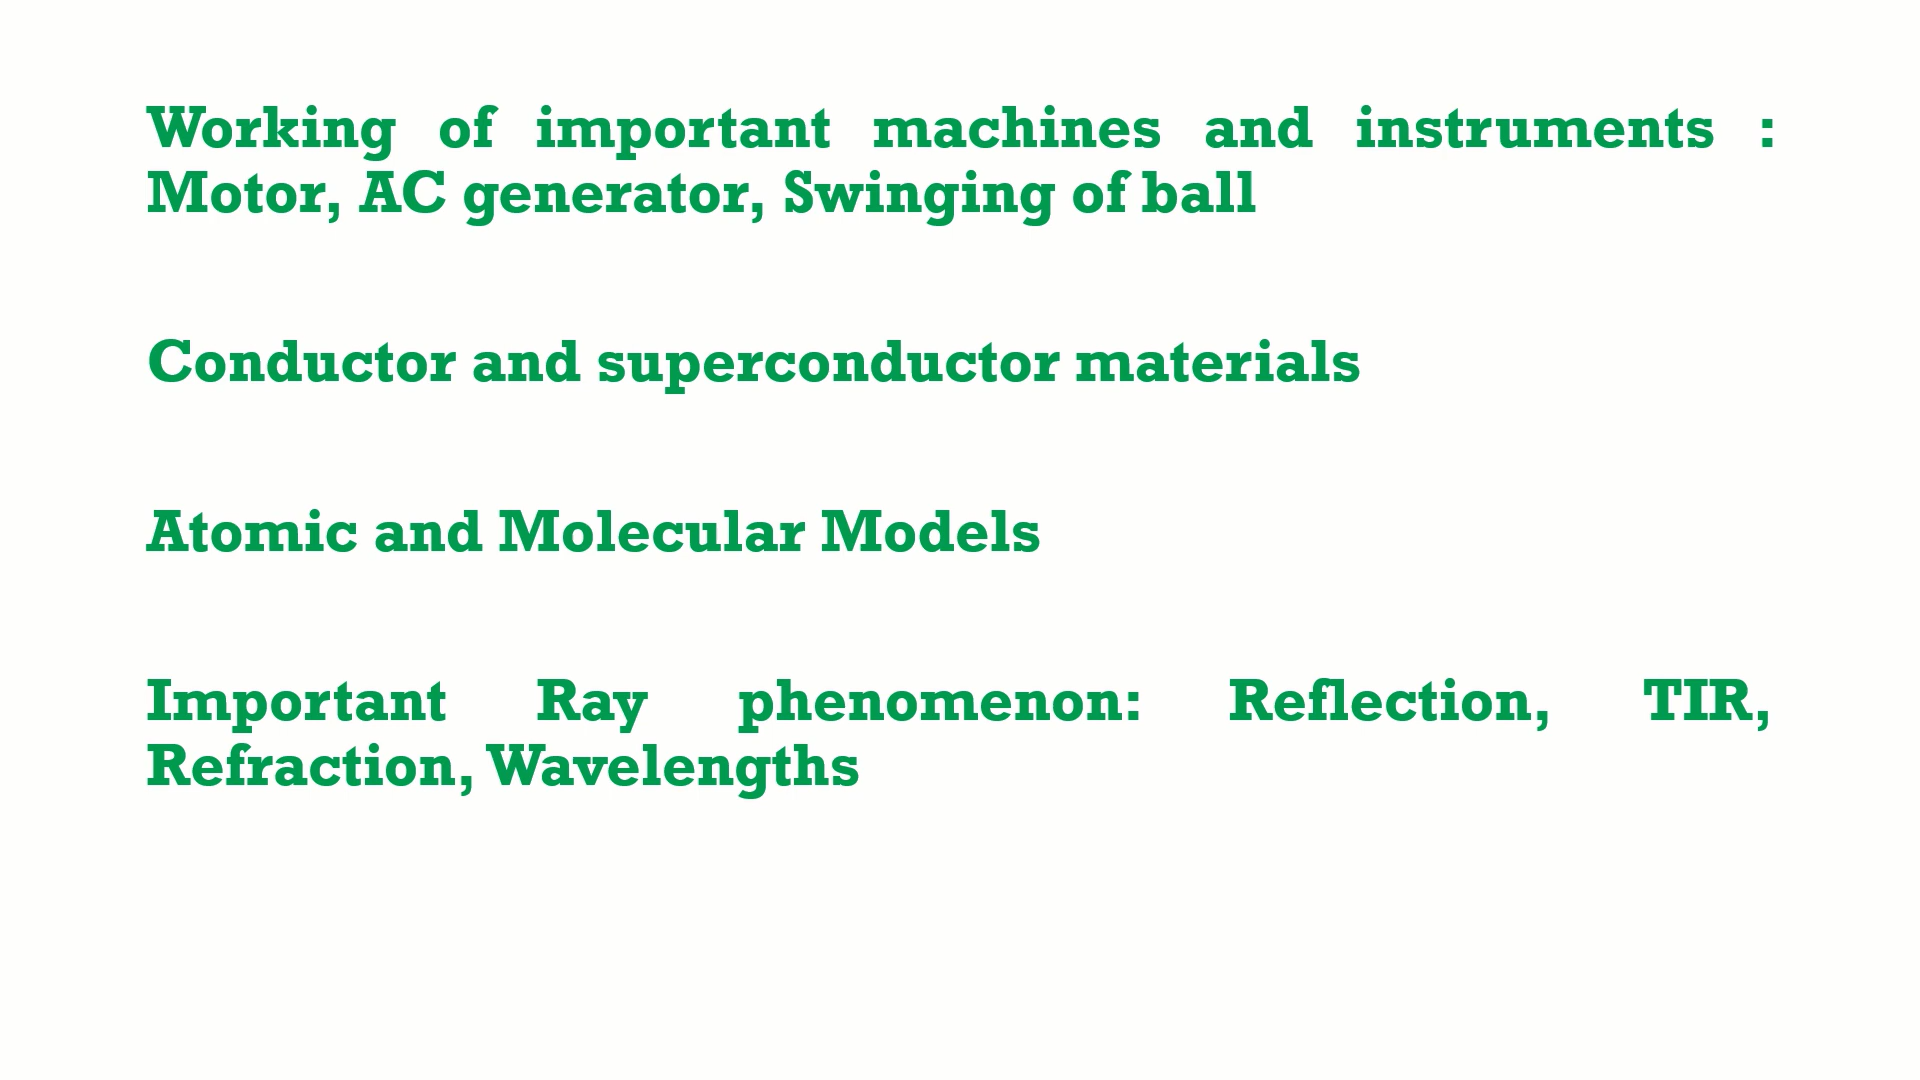 Working of important machines and instruments :
Motor, AC generator, Swinging of ball
Conductor and superconductor materials
Atomic and Molecular Models
Important Ray phenomenon: Reflection, TIR,
Refraction, Wavelengths